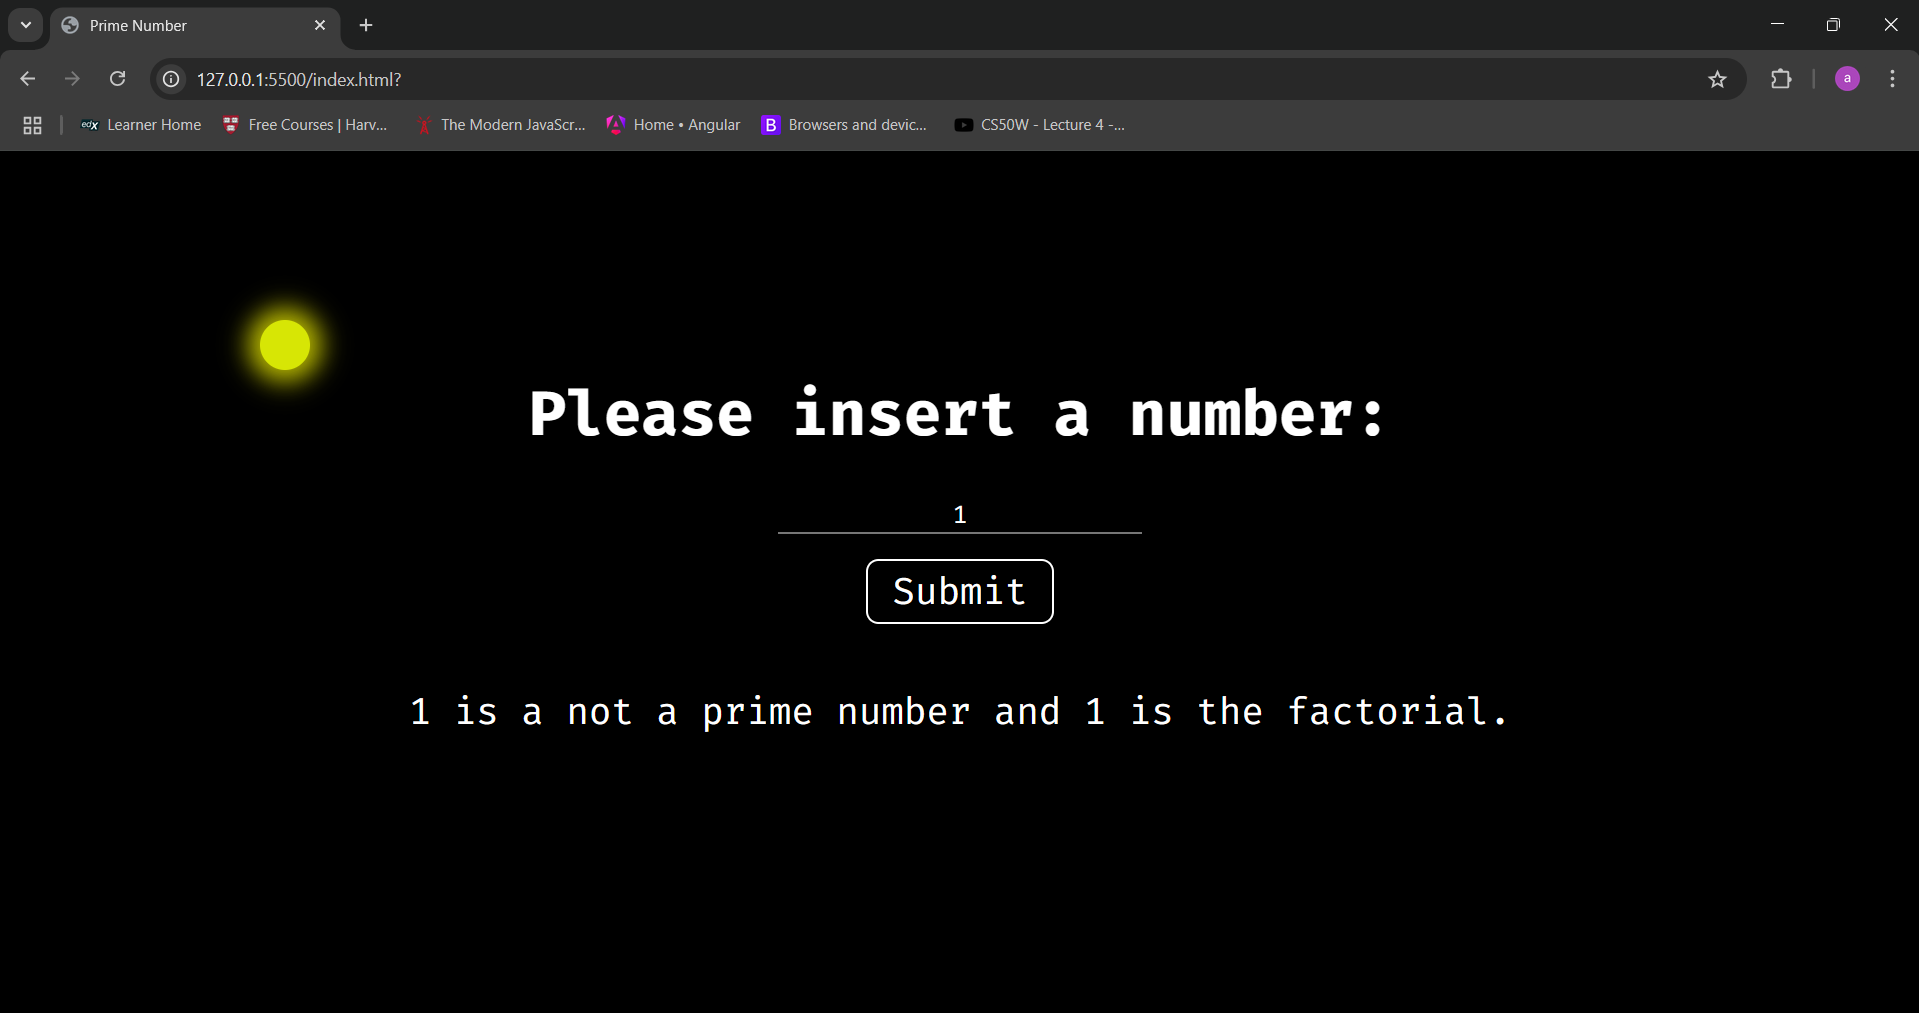 Prime Number
127.0.0.1:5500/index.html?
a
edX Learner Home
Free Courses | Harv...
The Modern JavaScr...
Home • Angular
B Browsers and devic...
CS50W - Lecture 4 -...
Please insert a number:
1
Submit
1 is a not a prime number and 1 is the factorial.